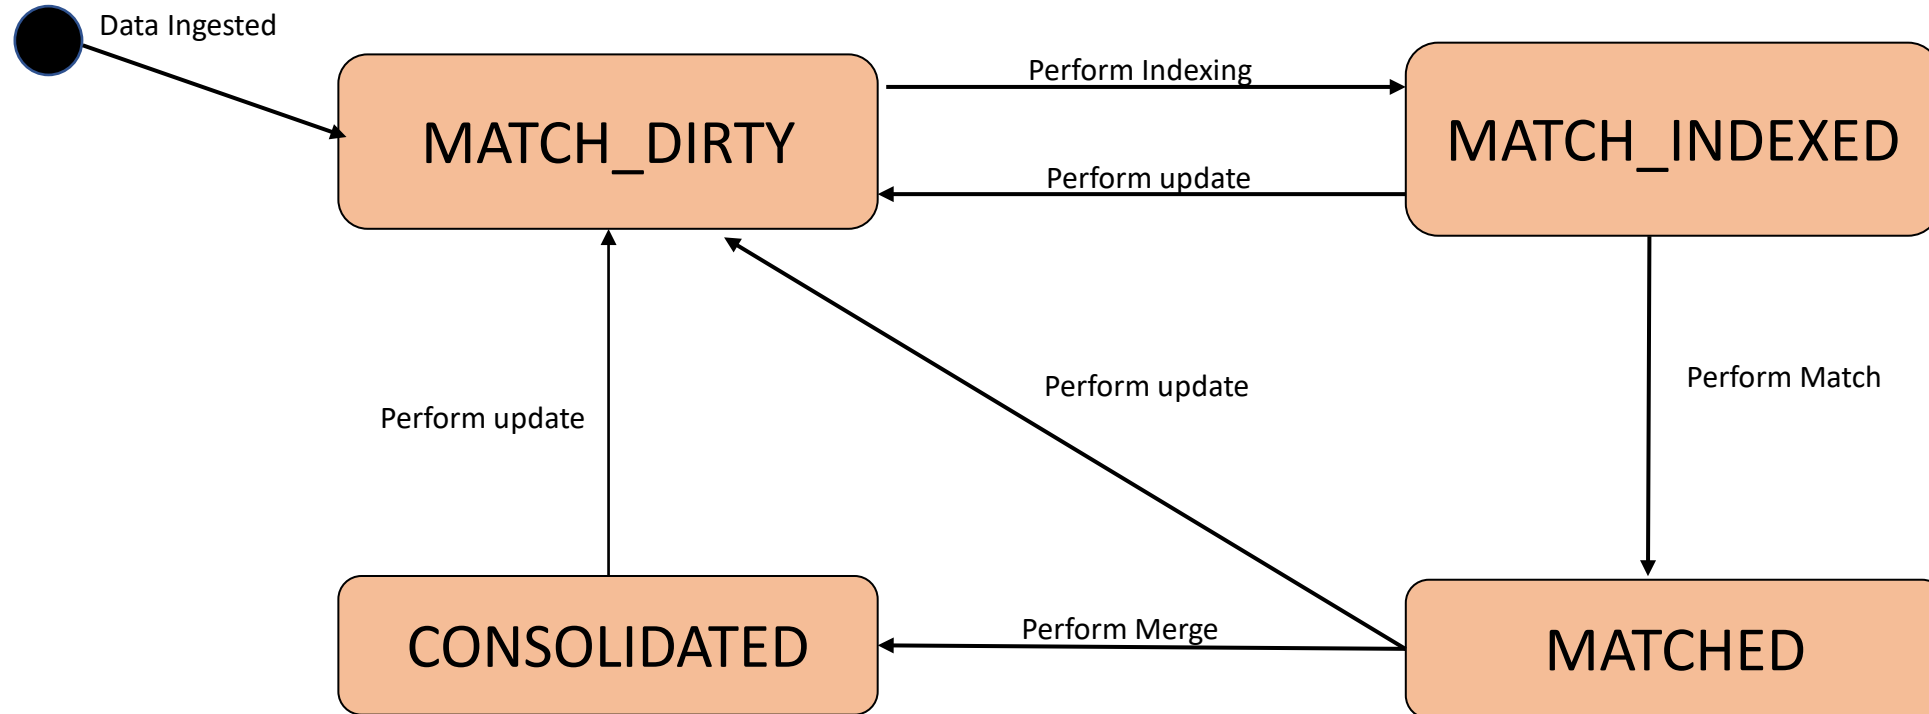 Data Ingested
MATCH_DIRTY
Perform Indexing
MATCH_INDEXED
Perform update
Perform update
Perform update
Perform Match
CONSOLIDATED
Perform Merge
MATCHED